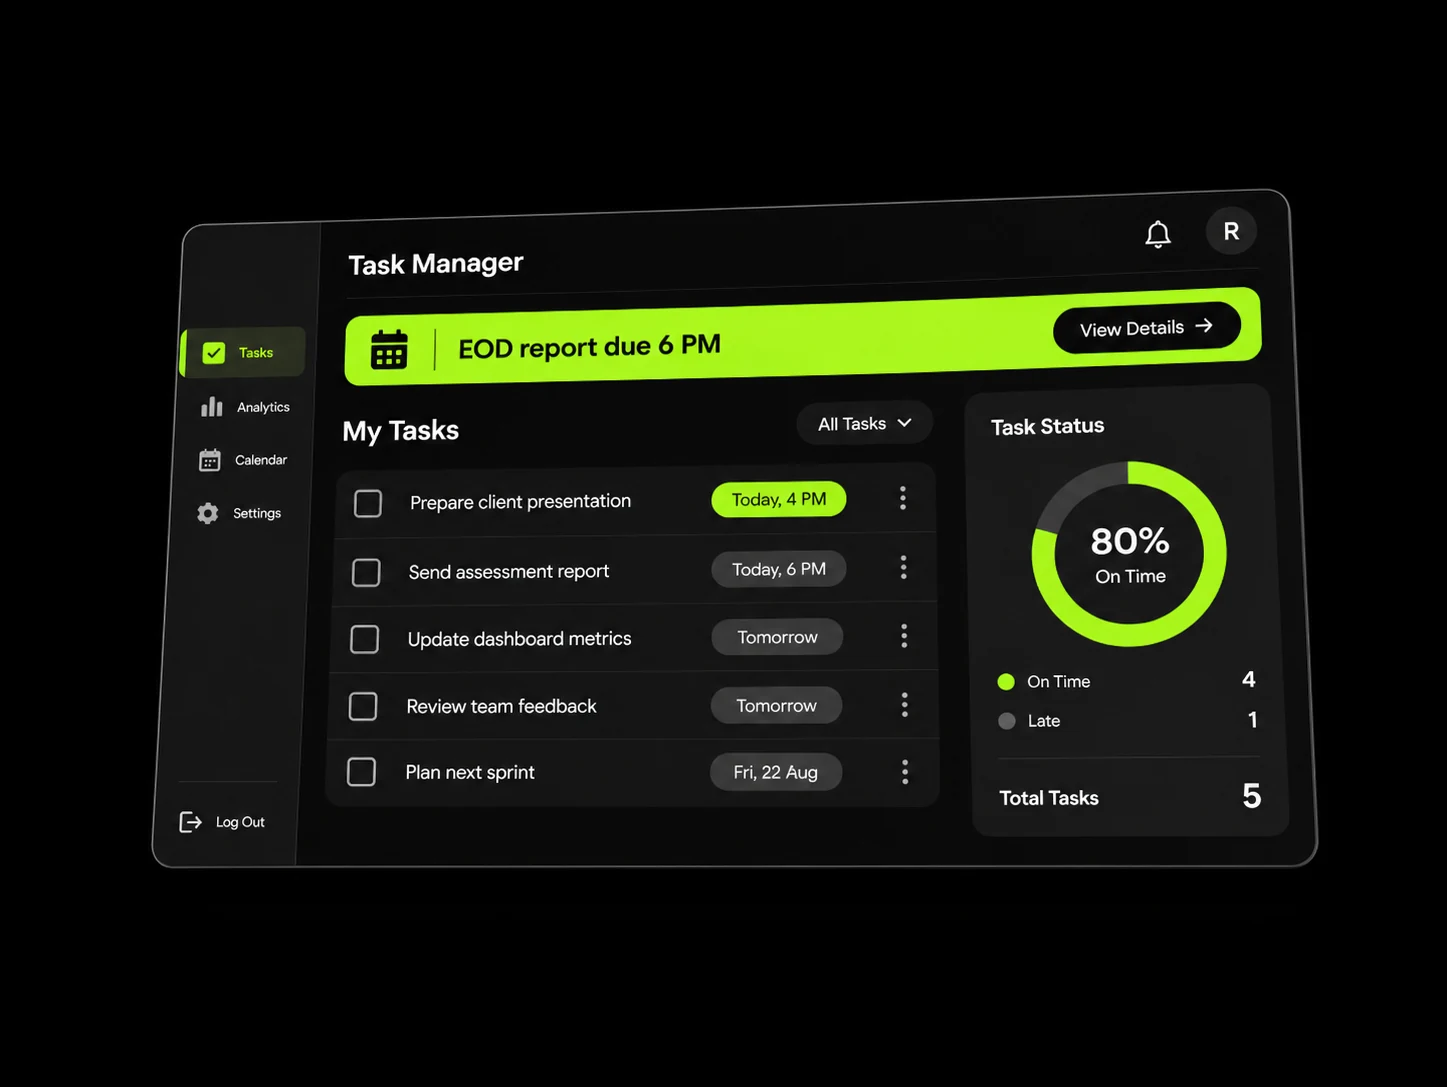 R
Task Manager
EOD report due 6 PM
View Details
Tasks
Analytics
Calendar
Settings
Log Out
My Tasks
All Tasks
Prepare client presentation
Today, 4 PM
Send assessment report
Today, 6 PM
Update dashboard metrics
Tomorrow
Review team feedback
Tomorrow
Plan next sprint
Fri, 22 Aug
Task Status
80%
On Time
On Time 4
Late 1
Total Tasks 5